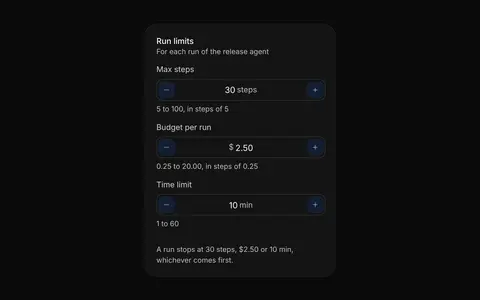 Run limits
For each run of the release agent
Max steps
− 30 steps +
5 to 100, in steps of 5
Budget per run
− $ 2.50 +
0.25 to 20.00, in steps of 0.25
Time limit
− 10 min +
1 to 60
A run stops at 30 steps, $2.50 or 10 min,
whichever comes first.